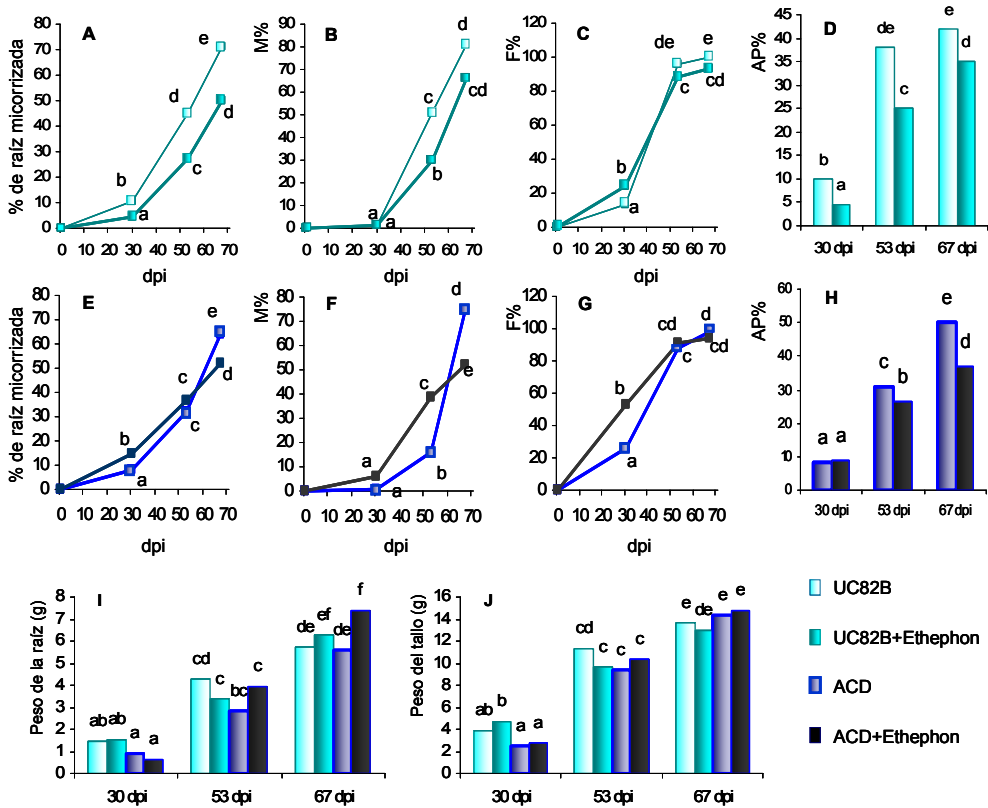 A
% de raíz micorrizada
80
70
60
50
40
30
20
10
0
e
d
d
c
b
a
0 10 20 30 40 50 60 70
dpi
B
M%
90
80
70
60
50
40
30
20
10
0
d
cd
c
b
a
a
0 10 20 30 40 50 60 70
dpi
C
F%
120
100
80
60
40
20
0
de
e
c
cd
b
a
0 10 20 30 40 50 60 70
dpi
D
AP%
45
40
35
30
25
20
15
10
5
0
b
a
de
c
e
d
30 dpi 53 dpi 67 dpi
E
% de raíz micorrizada
80
70
60
50
40
30
20
10
0
e
d
c
c
b
a
0 10 20 30 40 50 60 70
dpi
F
M%
80
70
60
50
40
30
20
10
0
d
e
c
b
a
a
0 10 20 30 40 50 60 70
dpi
G
F%
120
100
80
60
40
20
0
cd
d
c
cd
b
a
0 10 20 30 40 50 60 70
dpi
H
AP%
60
50
40
30
20
10
0
a
a
c
b
e
d
30 dpi 53 dpi 67 dpi
I
Peso de la raíz (g)
8
7
6
5
4
3
2
1
0
ab
ab
a
a
cd
c
bc
c
de
ef
de
f
30 dpi 53 dpi 67 dpi
J
Peso del tallo (g)
16
14
12
10
8
6
4
2
0
ab
b
a
a
cd
c
c
c
e
de
e
e
30 dpi 53 dpi 67 dpi
UC82B
UC82B+Ethephon
ACD
ACD+Ethephon